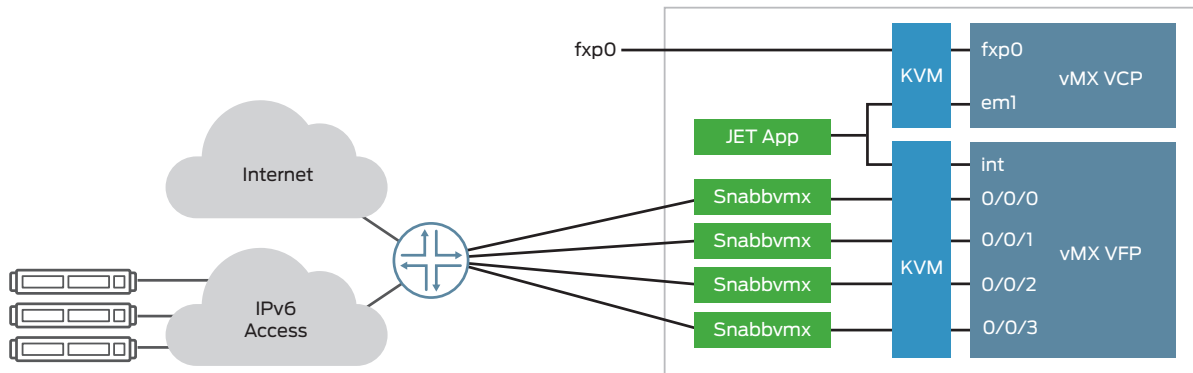 fxp0
KVM
fxp0
vMX VCP
em1
JET App
Internet
KVM
int
vMX VFP
Snabbvmx
0/0/0
Snabbvmx
0/0/1
Snabbvmx
0/0/2
Snabbvmx
0/0/3
IPv6
Access